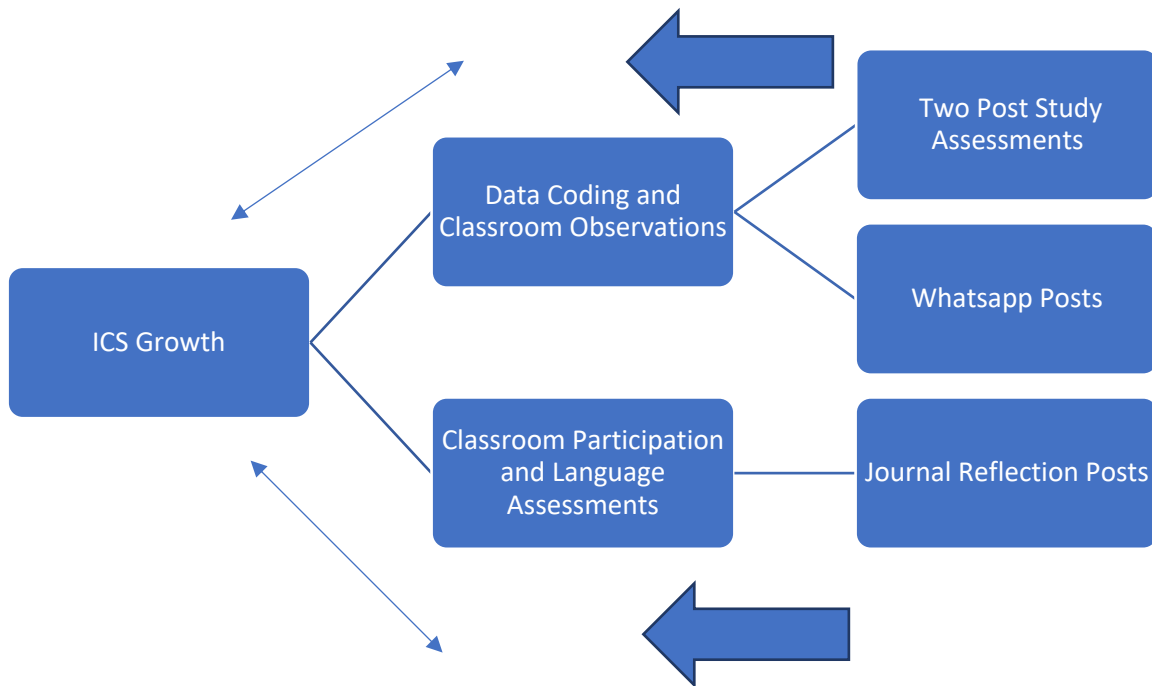 Two Post Study
Assessments
Data Coding and
Classroom Observations
Whatsapp Posts
ICS Growth
Classroom Participation
and Language
Assessments
Journal Reflection Posts